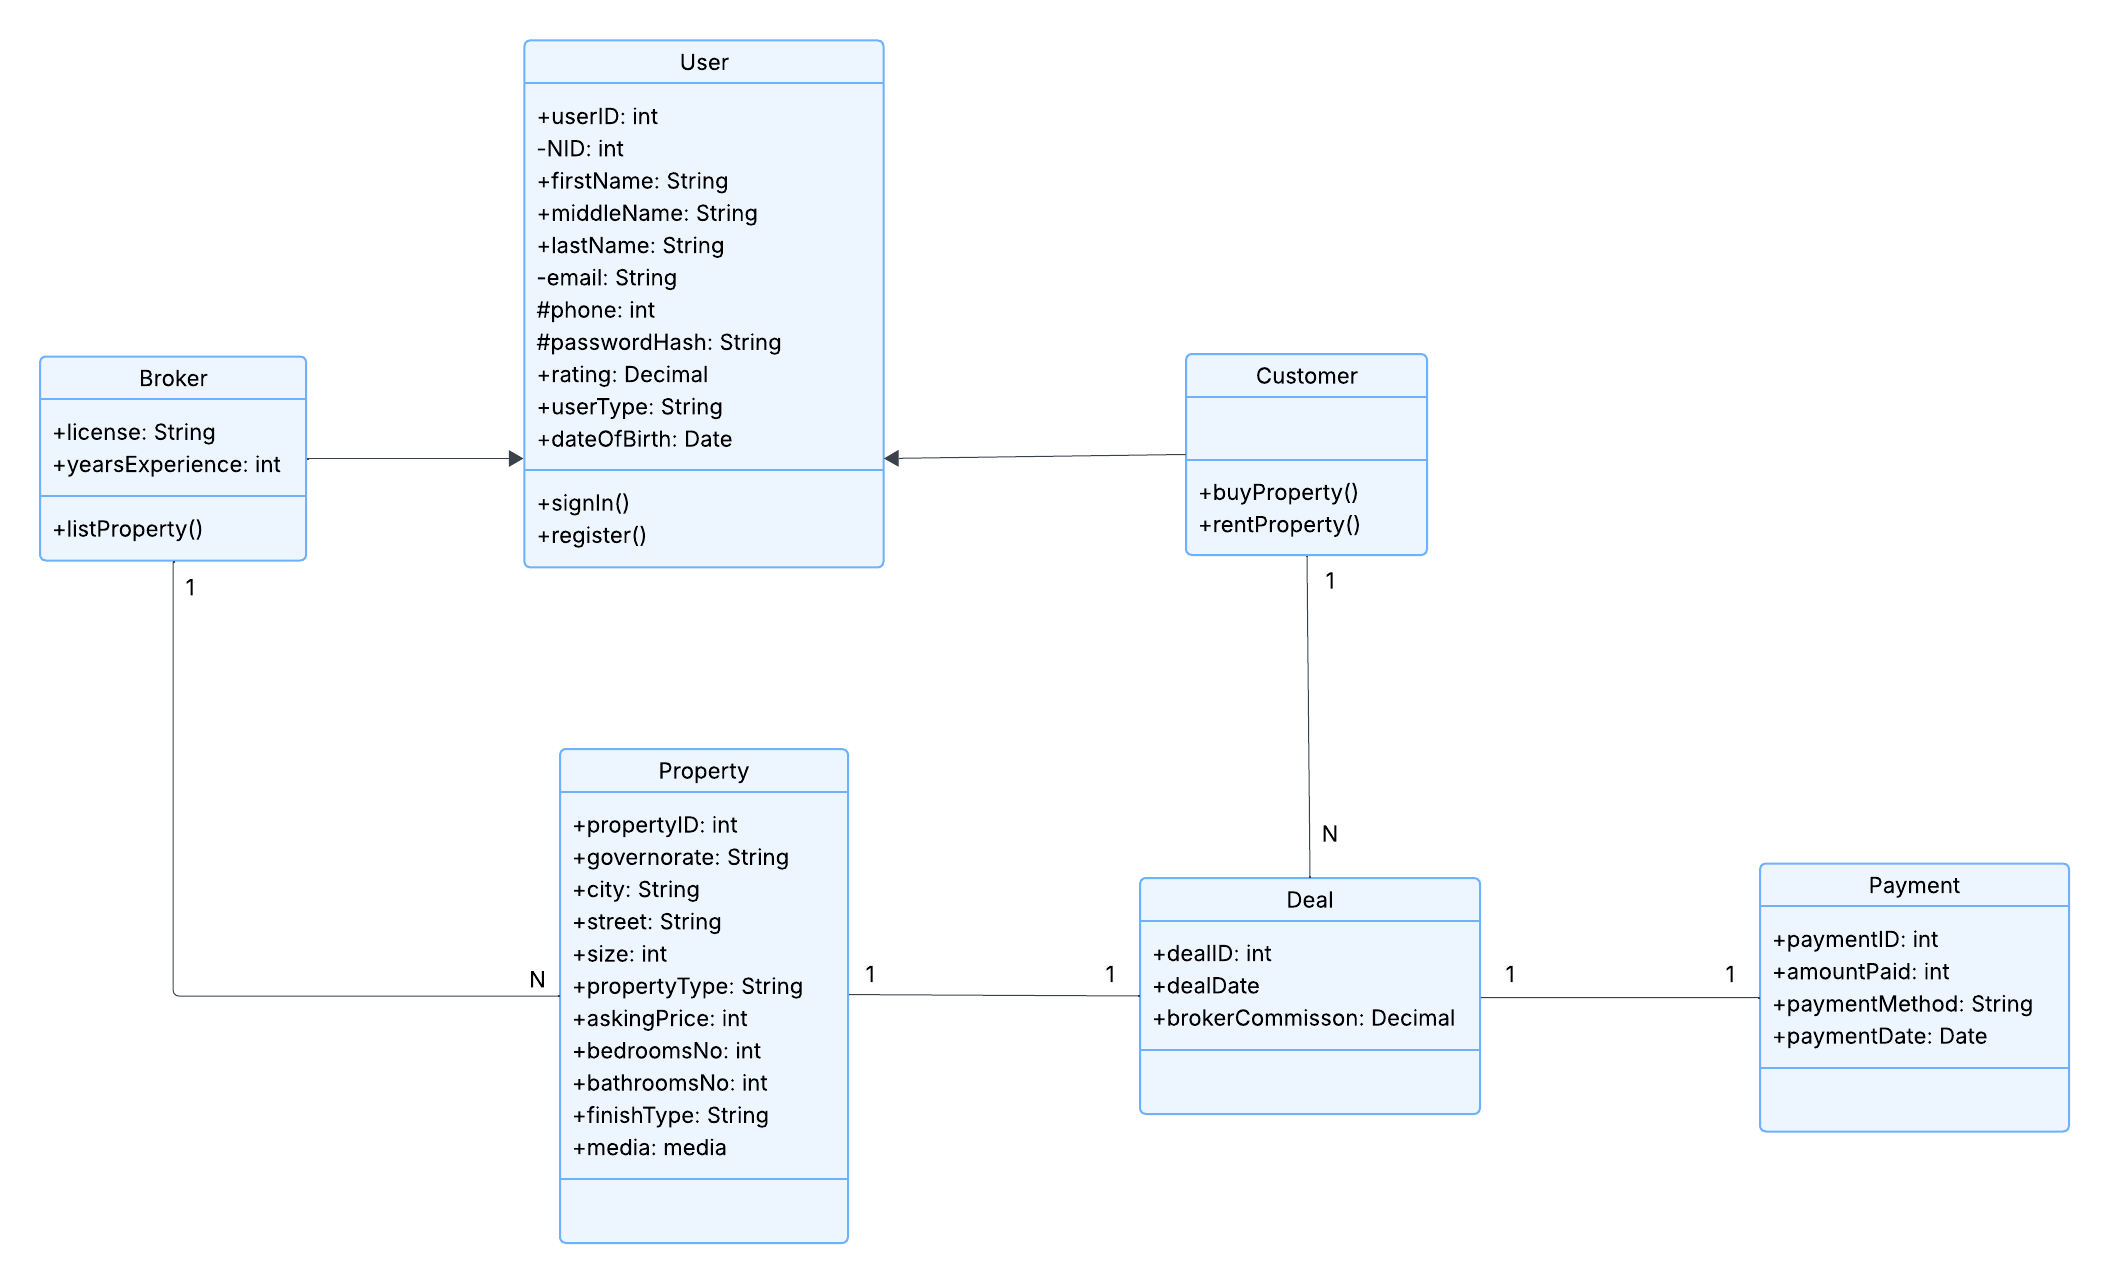 User
+userID: int
-NID: int
+firstName: String
+middleName: String
+lastName: String
-email: String
#phone: int
#passwordHash: String
+rating: Decimal
+userType: String
+dateOfBirth: Date
+signIn()
+register()
Broker
+license: String
+yearsExperience: int
+listProperty()
1
N
Customer
+buyProperty()
+rentProperty()
1
N
Property
+propertyID: int
+governorate: String
+city: String
+street: String
+size: int
+propertyType: String
+askingPrice: int
+bedroomsNo: int
+bathroomsNo: int
+finishType: String
+media: media
1
1
Deal
+dealID: int
+dealDate
+brokerCommisson: Decimal
1
1
Payment
+paymentID: int
+amountPaid: int
+paymentMethod: String
+paymentDate: Date